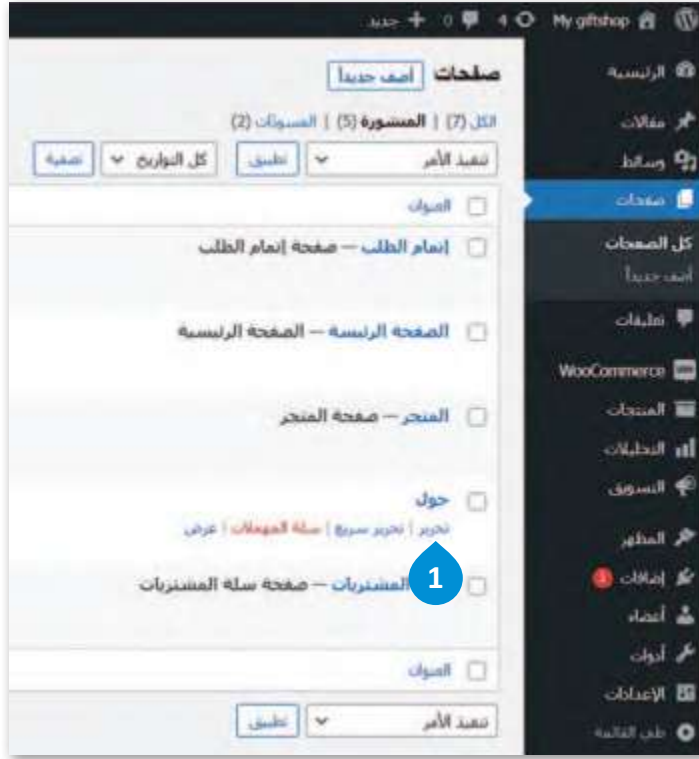 My giftshop 4 0 + جديد
الرئيسية
مقالات
وسائط
صفحات
كل الصفحات
أضف جديداً
تعليقات
WooCommerce
المنتجات
التحليلات
التسويق
المظهر
إضافات 3
أعضاء
أدوات
الإعدادات
طي القائمة
صفحات أضف جديداً
الكل (7) | المنشورة (5) | المسودّات (2)
تنفيذ الأمر تطبيق كل التواريخ تصفية
العنوان
إتمام الطلب — صفحة إتمام الطلب
الصفحة الرئيسة — الصفحة الرئيسية
المتجر — صفحة المتجر
حول
تحرير | تحرير سريع | سلة المهملات | عرض
1
المشتريات — صفحة سلة المشتريات
العنوان
تنفيذ الأمر تطبيق